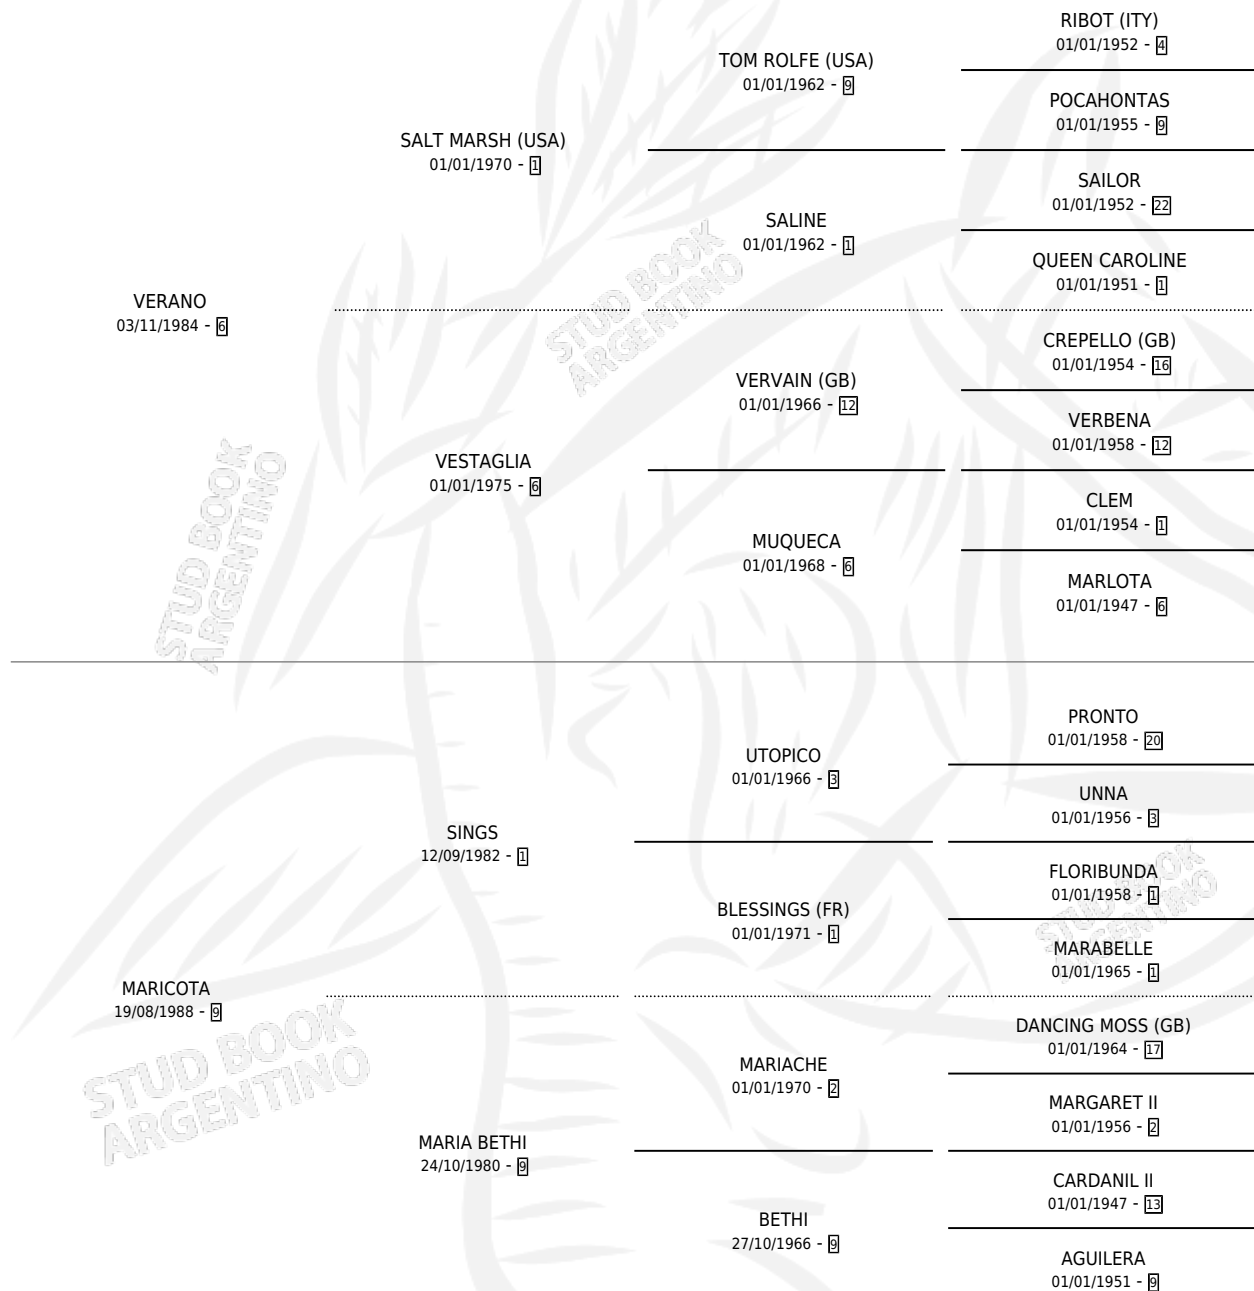 RIBOT (ITY)
01/01/1952 - 4
TOM ROLFE (USA)
01/01/1962 - 9
POCAHONTAS
01/01/1955 - 9
SALT MARSH (USA)
01/01/1970 - 1
SAILOR
01/01/1952 - 22
SALINE
01/01/1962 - 1
QUEEN CAROLINE
01/01/1951 - 1
VERANO
03/11/1984 - 6
CREPELLO (GB)
01/01/1954 - 16
VERVAIN (GB)
01/01/1966 - 12
VERBENA
01/01/1958 - 12
VESTAGLIA
01/01/1975 - 6
CLEM
01/01/1954 - 1
MUQUECA
01/01/1968 - 6
MARLOTA
01/01/1947 - 6
PRONTO
01/01/1958 - 20
UTOPICO
01/01/1966 - 3
UNNA
01/01/1956 - 3
SINGS
12/09/1982 - 1
FLORIBUNDA
01/01/1958 - 1
BLESSINGS (FR)
01/01/1971 - 1
MARABELLE
01/01/1965 - 1
MARICOTA
19/08/1988 - 9
DANCING MOSS (GB)
01/01/1964 - 17
MARIACHE
01/01/1970 - 2
MARGARET II
01/01/1956 - 2
MARIA BETHI
24/10/1980 - 9
CARDANIL II
01/01/1947 - 13
BETHI
27/10/1966 - 9
AGUILERA
01/01/1951 - 9
STUD BOOK
ARGENTINO
STUD BOOK
ARGENTINO
STUD BOOK
ARGENTINO
STUD BOOK
ARGENTINO